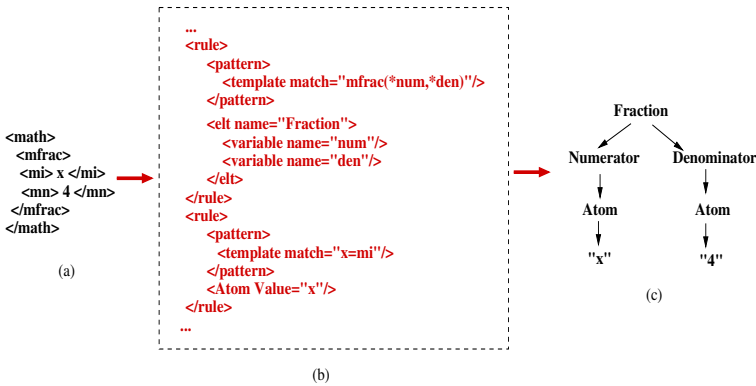 <math>
<mfrac>
<mi> x </mi>
<mn> 4 </mn>
</mfrac>
</math>
(a)
...
<rule>
<pattern>
<template match="mfrac(*num,*den)"/>
</pattern>
<elt name="Fraction">
<variable name="num"/>
<variable name="den"/>
</elt>
</rule>
<rule>
<pattern>
<template match="x=mi"/>
</pattern>
<Atom Value="x"/>
</rule>
...
(b)
Fraction
Numerator Denominator
Atom Atom
"x" "4"
(c)